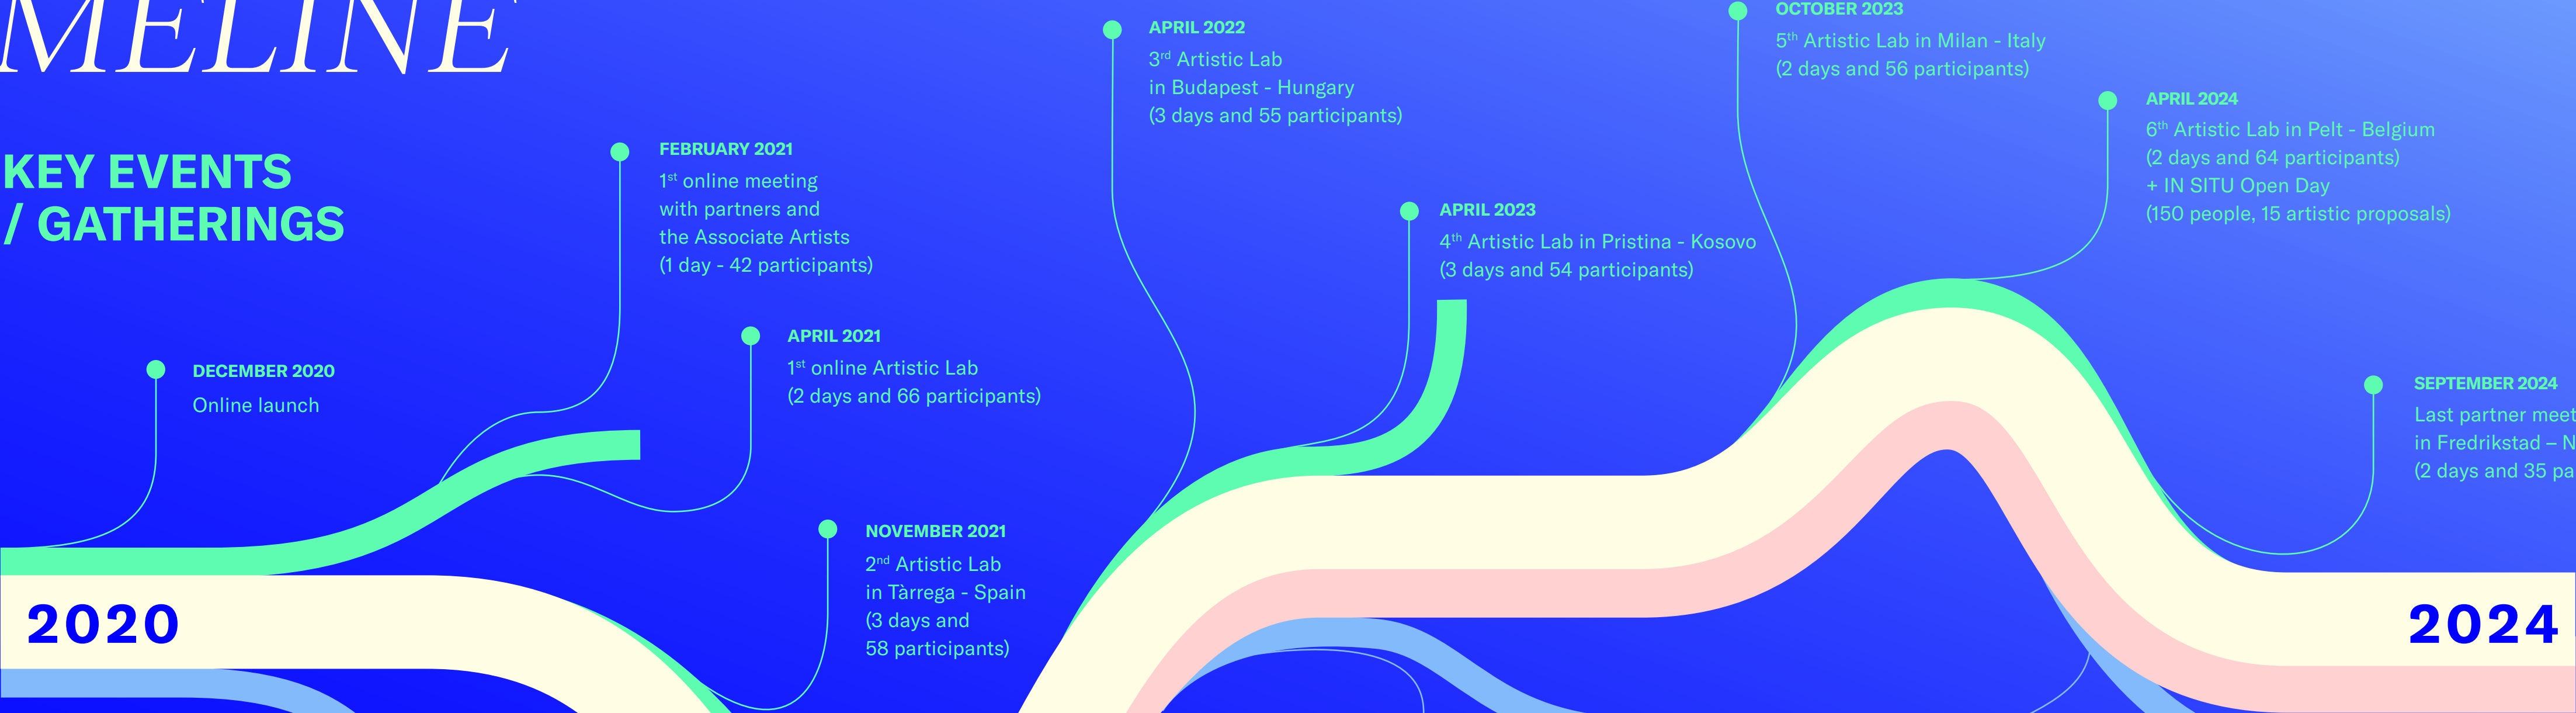 MELINE
KEY EVENTS
/ GATHERINGS
DECEMBER 2020
Online launch
FEBRUARY 2021
1st online meeting
with partners and
the Associate Artists
(1 day - 42 participants)
APRIL 2021
1st online Artistic Lab
(2 days and 66 participants)
NOVEMBER 2021
2nd Artistic Lab
in Tàrrega - Spain
(3 days and
58 participants)
APRIL 2022
3rd Artistic Lab
in Budapest - Hungary
(3 days and 55 participants)
APRIL 2023
4th Artistic Lab in Pristina - Kosovo
(3 days and 54 participants)
OCTOBER 2023
5th Artistic Lab in Milan - Italy
(2 days and 56 participants)
APRIL 2024
6th Artistic Lab in Pelt - Belgium
(2 days and 64 participants)
+ IN SITU Open Day
(150 people, 15 artistic proposals)
SEPTEMBER 2024
Last partner meet
in Fredrikstad – N
(2 days and 35 pa
2020
2024